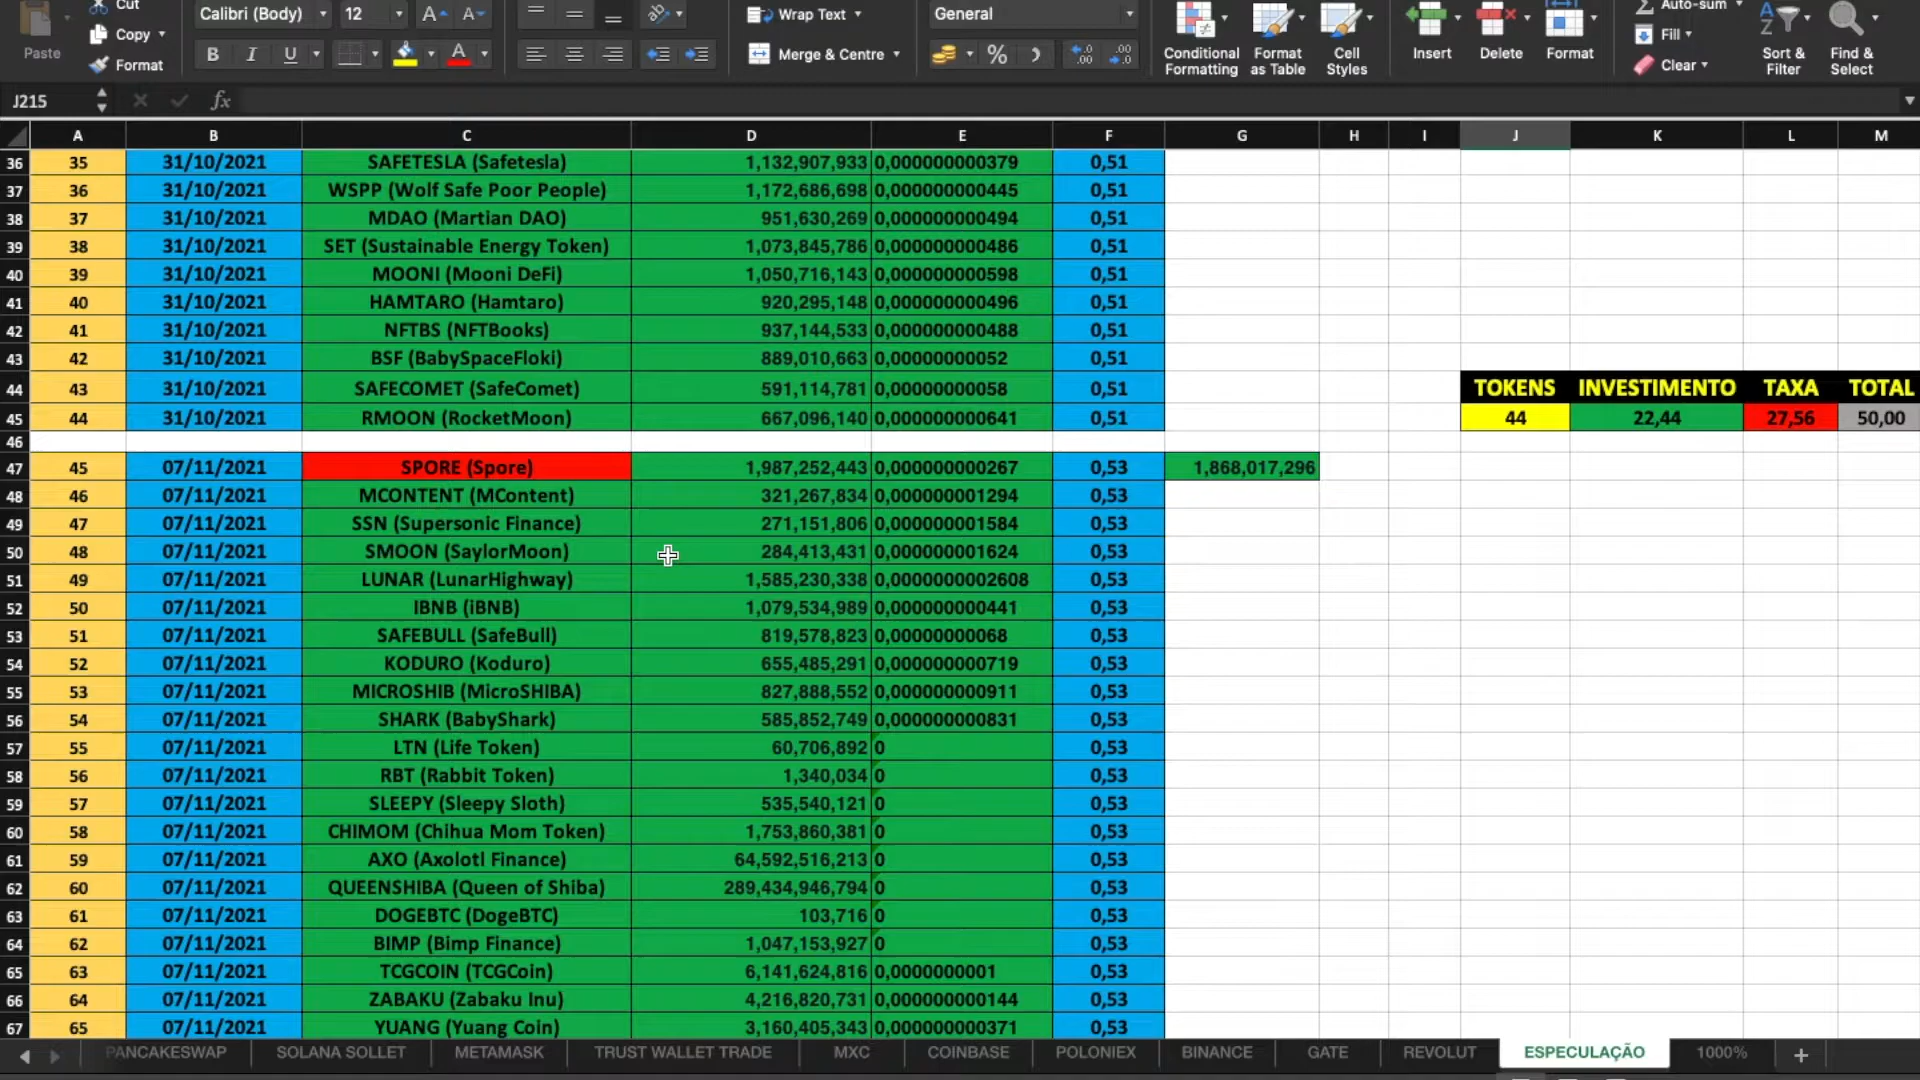 Cut
Calibri (Body) 12 A A Wrap Text General Auto-sum
Paste Copy Fill
Format B I U A Merge & Centre % Conditional Formatting Format as Table Cell Styles Insert Delete Format Clear Sort & Filter Find & Select
J215 fx
A B C D E F G H I J K L M
36 35 31/10/2021 SAFETESLA (Safetesla) 1,132,907,933 0,000000000379 0,51
37 36 31/10/2021 WSPP (Wolf Safe Poor People) 1,172,686,698 0,000000000445 0,51
38 37 31/10/2021 MDAO (Martian DAO) 951,630,269 0,000000000494 0,51
39 38 31/10/2021 SET (Sustainable Energy Token) 1,073,845,786 0,000000000486 0,51
40 39 31/10/2021 MOONI (Mooni DeFi) 1,050,716,143 0,000000000598 0,51
41 40 31/10/2021 HAMTARO (Hamtaro) 920,295,148 0,000000000496 0,51
42 41 31/10/2021 NFTBS (NFTBooks) 937,144,533 0,000000000488 0,51
43 42 31/10/2021 BSF (BabySpaceFloki) 889,010,663 0,00000000052 0,51
44 43 31/10/2021 SAFECOMET (SafeComet) 591,114,781 0,00000000058 0,51 TOKENS INVESTIMENTO TAXA TOTAL
45 44 31/10/2021 RMOON (RocketMoon) 667,096,140 0,000000000641 0,51 44 22,44 27,56 50,00
46
47 45 07/11/2021 SPORE (Spore) 1,987,252,443 0,000000000267 0,53 1,868,017,296
48 46 07/11/2021 MCONTENT (MContent) 321,267,834 0,000000001294 0,53
49 47 07/11/2021 SSN (Supersonic Finance) 271,151,806 0,000000001584 0,53
50 48 07/11/2021 SMOON (SaylorMoon) 284,413,431 0,000000001624 0,53
51 49 07/11/2021 LUNAR (LunarHighway) 1,585,230,338 0,0000000002608 0,53
52 50 07/11/2021 IBNB (iBNB) 1,079,534,989 0,000000000441 0,53
53 51 07/11/2021 SAFEBULL (SafeBull) 819,578,823 0,00000000068 0,53
54 52 07/11/2021 KODURO (Koduro) 655,485,291 0,000000000719 0,53
55 53 07/11/2021 MICROSHIB (MicroSHIBA) 827,888,552 0,000000000911 0,53
56 54 07/11/2021 SHARK (BabyShark) 585,852,749 0,000000000831 0,53
57 55 07/11/2021 LTN (Life Token) 60,706,892 0 0,53
58 56 07/11/2021 RBT (Rabbit Token) 1,340,034 0 0,53
59 57 07/11/2021 SLEEPY (Sleepy Sloth) 535,540,121 0 0,53
60 58 07/11/2021 CHIMOM (Chihua Mom Token) 1,753,860,381 0 0,53
61 59 07/11/2021 AXO (Axolotl Finance) 64,592,516,213 0 0,53
62 60 07/11/2021 QUEENSHIBA (Queen of Shiba) 289,434,946,794 0 0,53
63 61 07/11/2021 DOGEBTC (DogeBTC) 103,716 0 0,53
64 62 07/11/2021 BIMP (Bimp Finance) 1,047,153,927 0 0,53
65 63 07/11/2021 TCGCOIN (TCGCoin) 6,141,624,816 0,0000000001 0,53
66 64 07/11/2021 ZABAKU (Zabaku Inu) 4,216,820,731 0,000000000144 0,53
67 65 07/11/2021 YUANG (Yuang Coin) 3,160,405,343 0,000000000371 0,53
PANCAKESWAP SOLANA SOLLET METAMASK TRUST WALLET TRADE MXC COINBASE POLONIEX BINANCE GATE REVOLUT ESPECULAÇÃO 1000% +